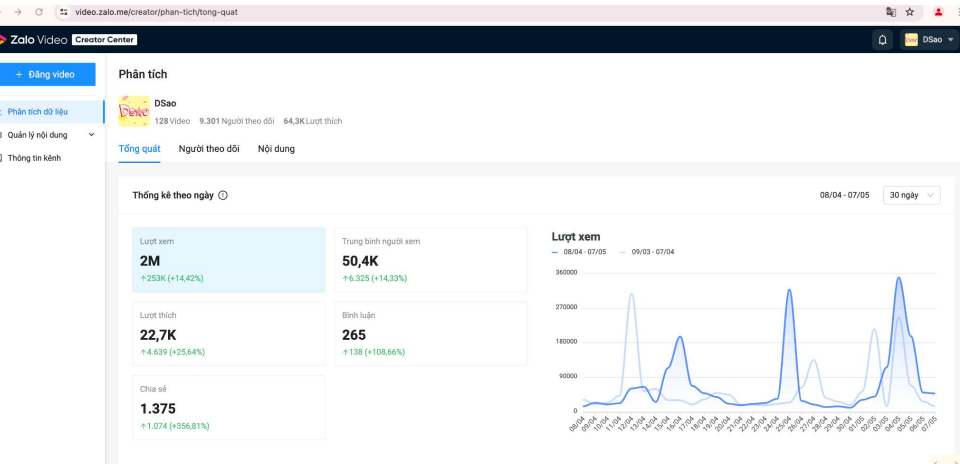 video.zalo.me/creator/phan-tich/tong-quat
Zalo Video Creator Center
DSao
+ Đăng video
Phân tích dữ liệu
Quản lý nội dung
Thông tin kênh
Phân tích
DSao
128 Video 9.301 Người theo dõi 64,3K Lượt thích
Tổng quát Người theo dõi Nội dung
Thống kê theo ngày
08/04 - 07/05 30 ngày
Lượt xem
2M
↑253K (+14,42%)
Trung bình người xem
50,4K
↑6.325 (+14,33%)
Lượt thích
22,7K
↑4.639 (+25,64%)
Bình luận
265
↑138 (+108,66%)
Chia sẻ
1.375
↑1.074 (+356,81%)
Lượt xem
08/04 - 07/05 09/03 - 07/04
360000
270000
180000
90000
0
08/04 09/04 10/04 11/04 12/04 13/04 14/04 15/04 16/04 17/04 18/04 19/04 20/04 21/04 22/04 23/04 24/04 25/04 26/04 27/04 28/04 29/04 30/04 01/05 02/05 03/05 04/05 05/05 06/05 07/05